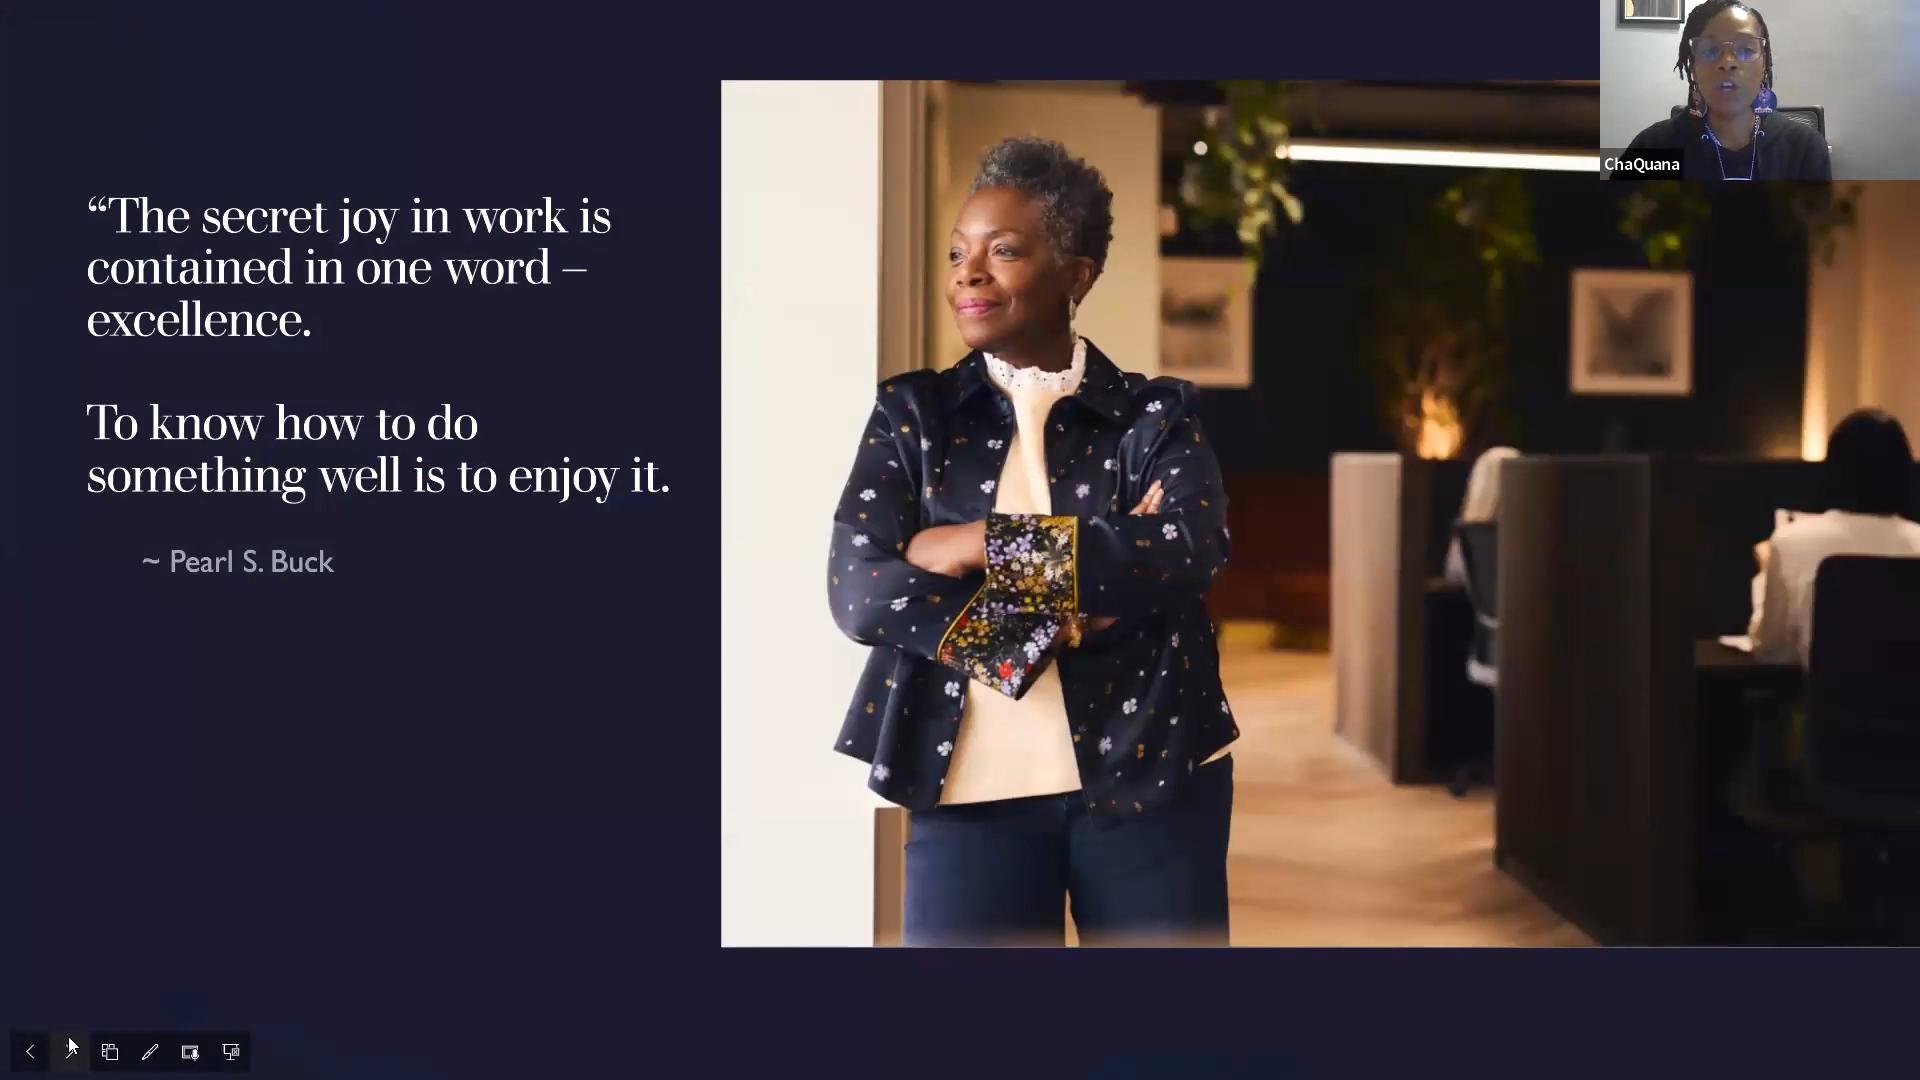 “The secret joy in work is
contained in one word –
excellence.
To know how to do
something well is to enjoy it.
~ Pearl S. Buck
ChaQuana